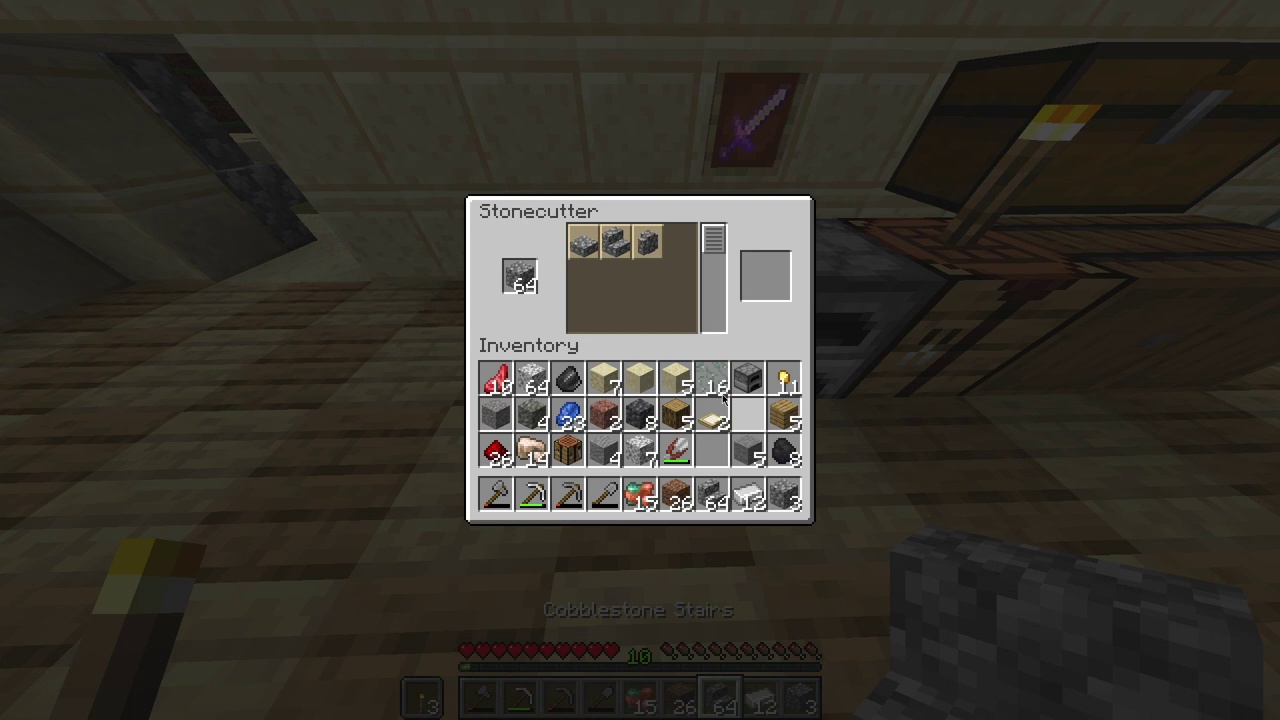 Stonecutter
64
Inventory
10 64 7 5 16 11
4 23 2 8 5 2 5
26 14 4 7 5 8
15 26 64 12 3
Cobblestone Stairs
10
3 15 26 64 12 3